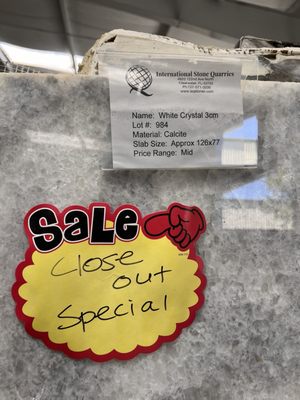 International Stone Quarries
Name: White Crystal 3cm
Lot #: 984
Material: Calcite
Slab Size: Approx 126x77
Price Range: Mid
SaLe
Close
out
Special